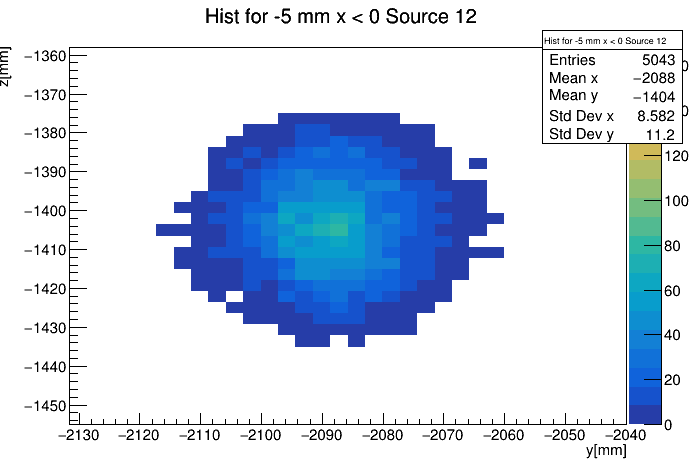 Hist for -5 mm x < 0 Source 12
Hist for -5 mm x < 0 Source 12
Entries 5043
Mean x −2088
Mean y −1404
Std Dev x 8.582
Std Dev y 11.2
z[mm]
−1360
−1370
−1380
−1390
−1400
−1410
−1420
−1430
−1440
−1450
120
100
80
60
40
20
0
−2130 −2120 −2110 −2100 −2090 −2080 −2070 −2060 −2050 −2040
y[mm]